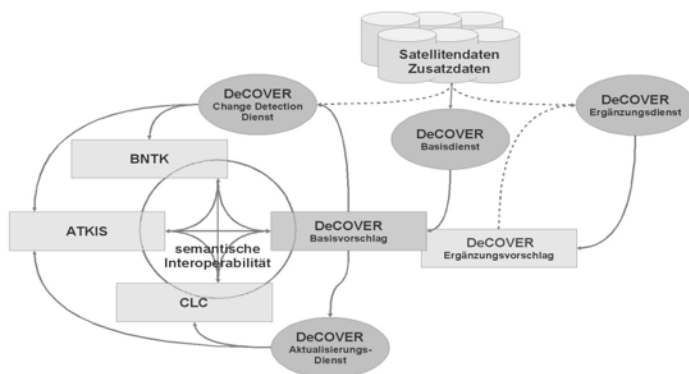 Satellitendaten
Zusatzdaten
DeCOVER
Change Detection
Dienst
DeCOVER
Ergänzungsdienst
DeCOVER
Basisdienst
BNTK
ATKIS
semantische
Interoperabilität
DeCOVER
Basisvorschlag
DeCOVER
Ergänzungsvorschlag
CLC
DeCOVER
Aktualisierungs-
Dienst